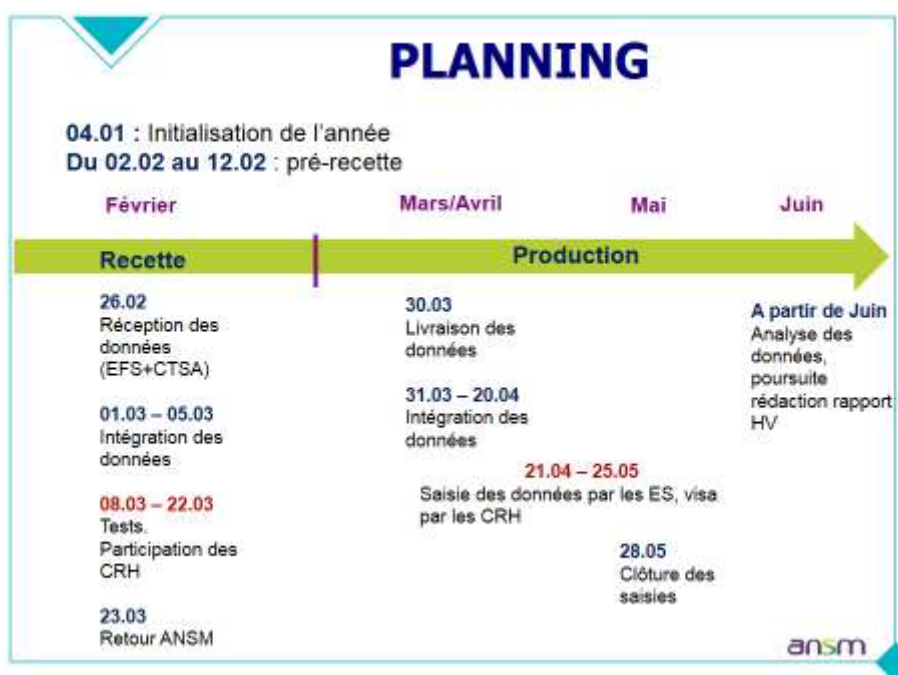 PLANNING
04.01 : Initialisation de l'année
Du 02.02 au 12.02 : pré-recette
Février
Mars/Avril
Mai
Juin
Recette
Production
26.02
Réception des
données
(EFS+CTSA)
01.03 – 05.03
Intégration des
données
08.03 – 22.03
Tests.
Participation des
CRH
23.03
Retour ANSM
30.03
Livraison des
données
31.03 – 20.04
Intégration des
données
21.04 – 25.05
Saisie des données par les ES, visa
par les CRH
28.05
Clôture des
saisies
A partir de Juin
Analyse des
données,
poursuite
rédaction rapport
HV
ansm